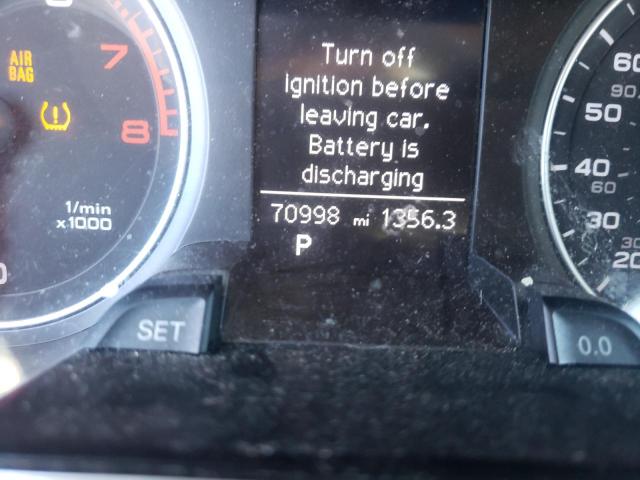 AIR
BAG
7
8
1/min
x1000
0
SET
Turn off
ignition before
leaving car.
Battery is
discharging
70998 mi 1356.3
P
60
90
50
40
60
30
30
20
0.0